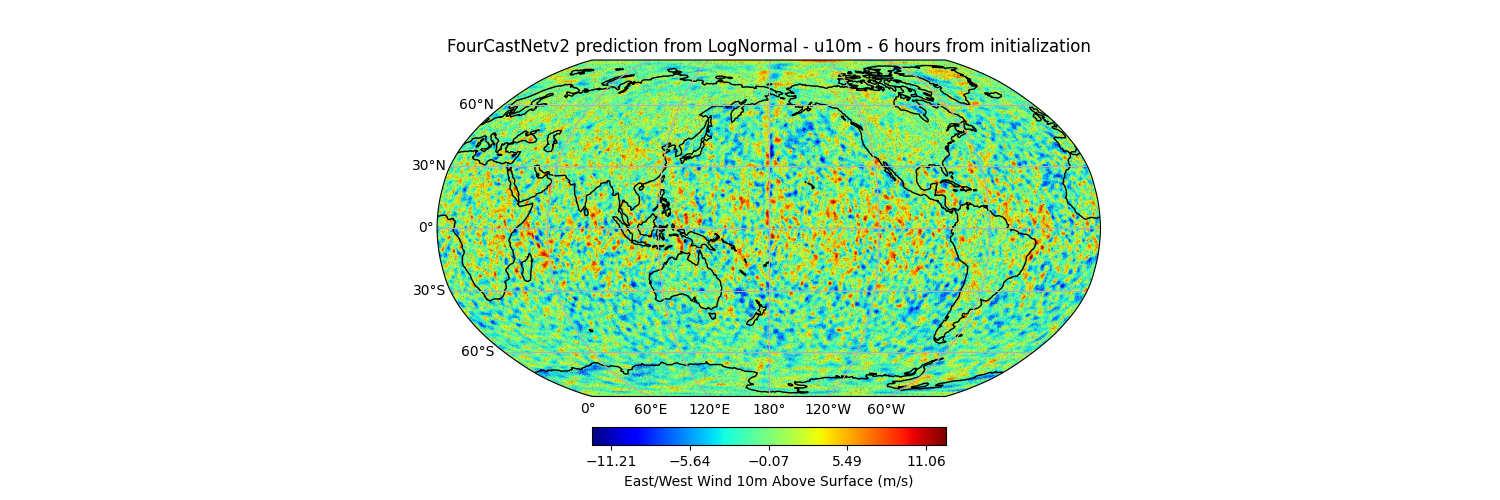 FourCastNetv2 prediction from LogNormal - u10m - 6 hours from initialization
60°N
30°N
0°
30°S
60°S
0° 60°E 120°E 180° 120°W 60°W
−11.21 −5.64 −0.07 5.49 11.06
East/West Wind 10m Above Surface (m/s)